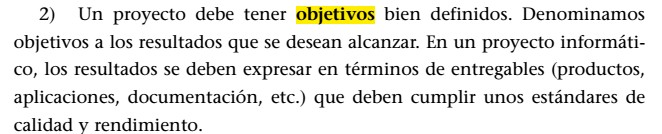 2) Un proyecto debe tener objetivos bien definidos. Denominamos
objetivos a los resultados que se desean alcanzar. En un proyecto informáti-
co, los resultados se deben expresar en términos de entregables (productos,
aplicaciones, documentación, etc.) que deben cumplir unos estándares de
calidad y rendimiento.